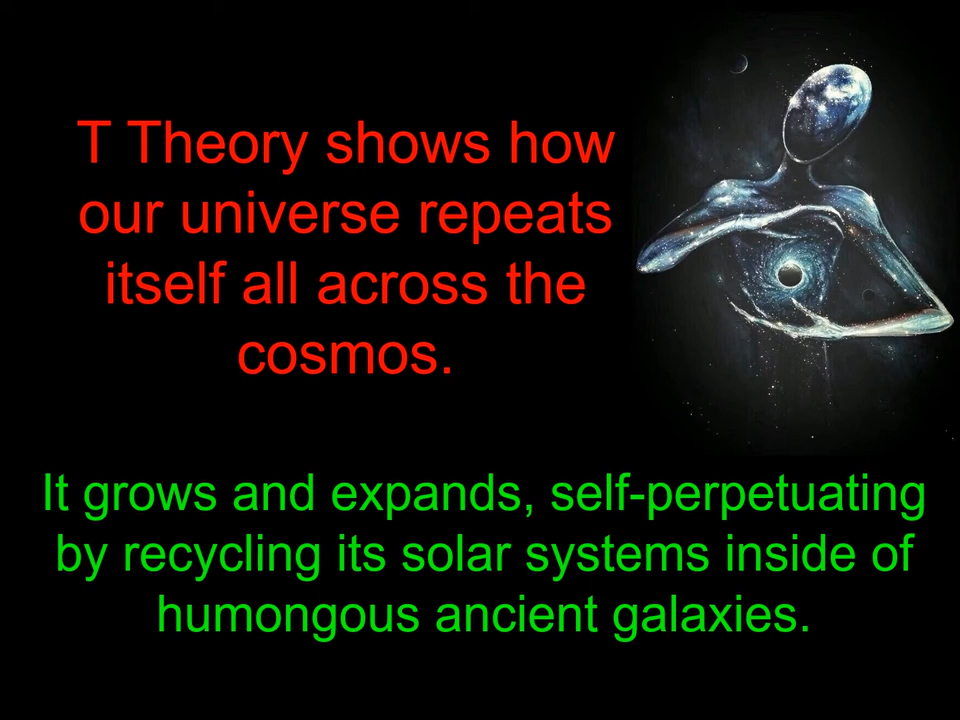 T Theory shows how
our universe repeats
itself all across the
cosmos.
It grows and expands, self-perpetuating
by recycling its solar systems inside of
humongous ancient galaxies.